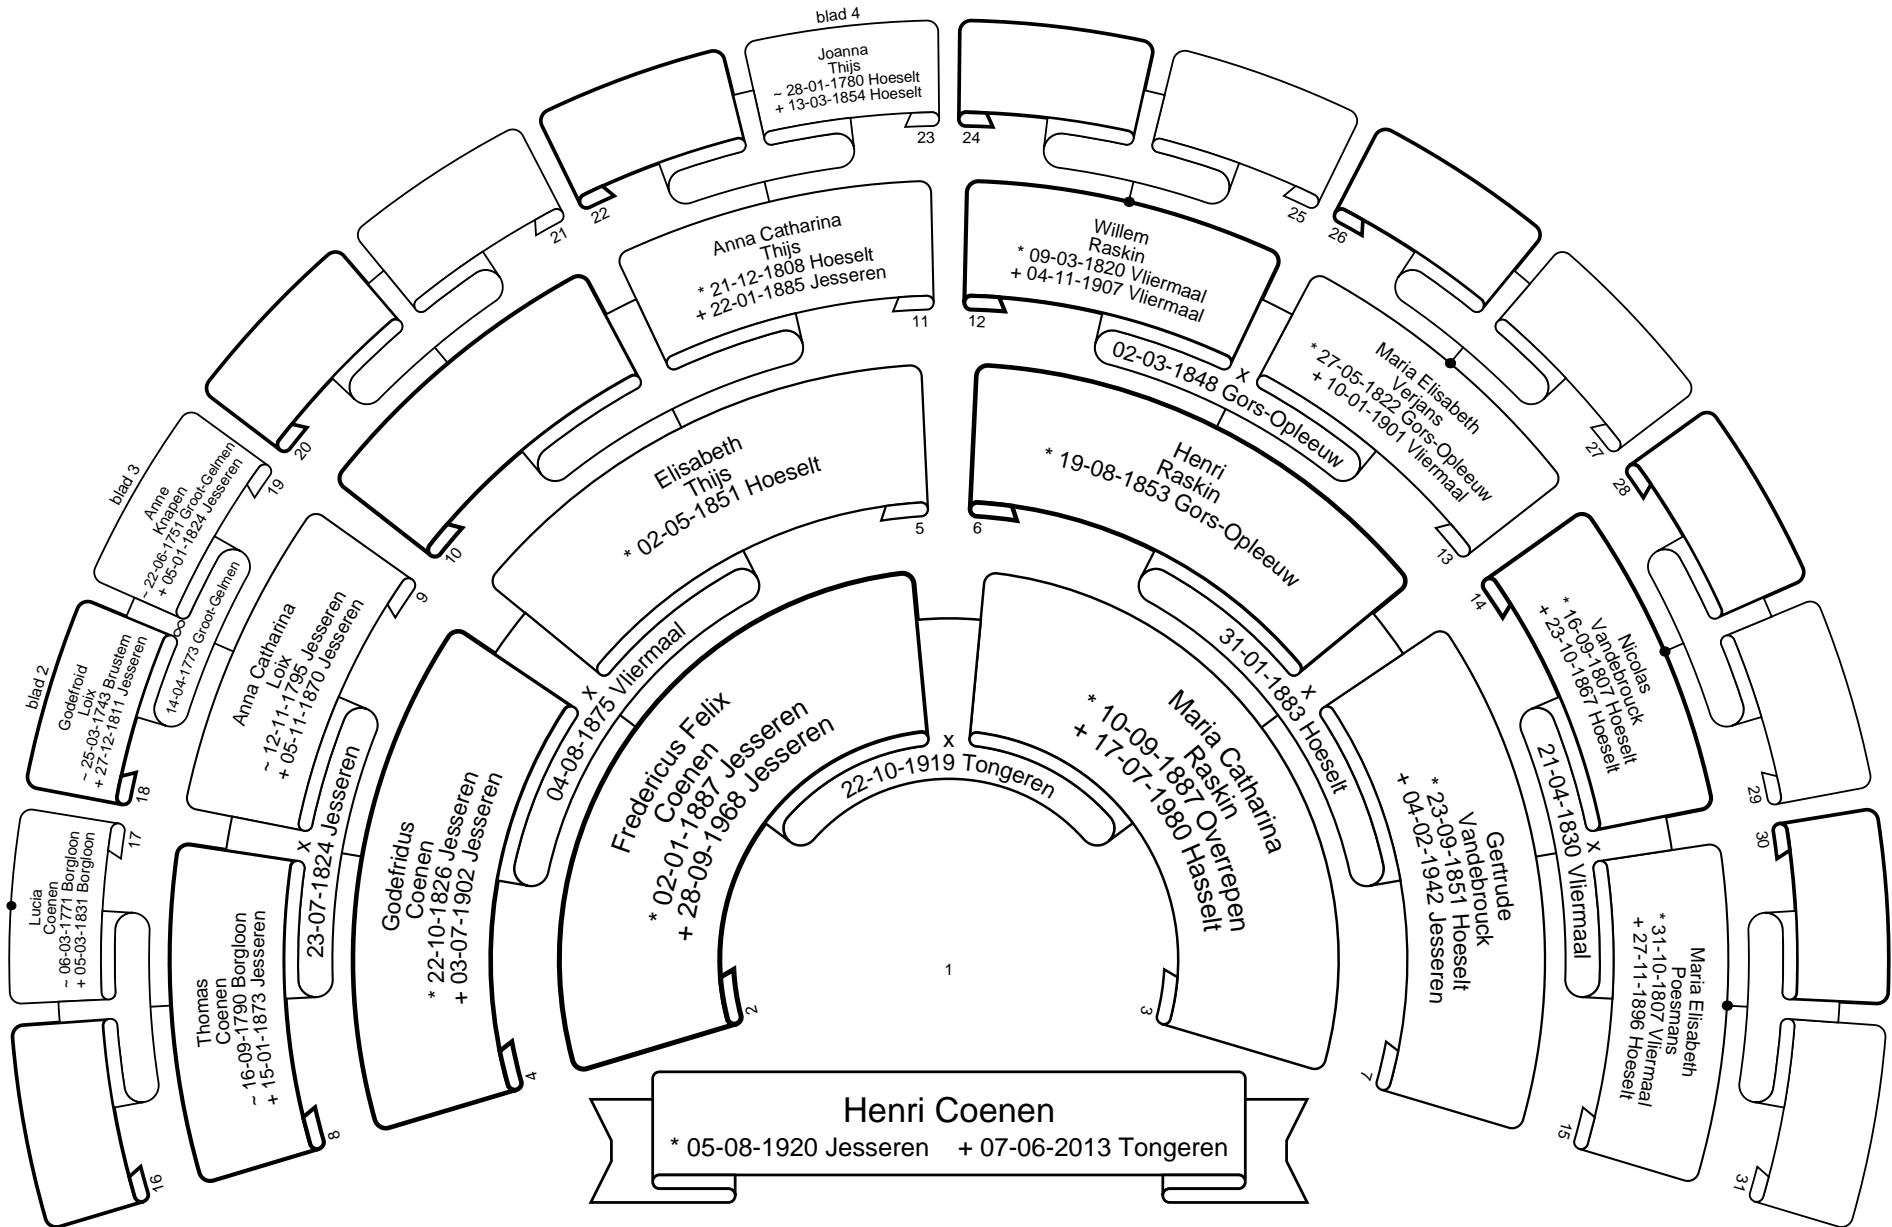 blad 4
Joanna
Thijs
~ 28-01-1780 Hoeselt
+ 13-03-1854 Hoeselt
23
24
22
25
21
26
Anna Catharina
Thijs
* 21-12-1808 Hoeselt
+ 22-01-1885 Jesseren
11
Willem
Raskin
* 09-03-1820 Vliermaal
+ 04-11-1907 Vliermaal
12
x
02-03-1848 Gors-Opleeuw
Maria Elisabeth
Verjans
* 27-05-1822 Gors-Opleeuw
+ 10-01-1901 Vliermaal
13
20
27
blad 3
Anne
Knapen
~ 22-06-1751 Groot-Gelmen
+ 05-01-1824 Jesseren
19
10
Elisabeth
Thijs
* 02-05-1851 Hoeselt
5
Henri
Raskin
* 19-08-1853 Gors-Opleeuw
6
28
blad 2
Godefroid
Loix
~ 25-03-1743 Brustem
+ 27-12-1811 Jesseren
18
∞
14-04-1773 Groot-Gelmen
Anna Catharina
Loix
~ 12-11-1795 Jesseren
+ 05-11-1870 Jesseren
9
x
04-08-1875 Vliermaal
x
31-01-1883 Hoeselt
14
Nicolas
Vandebrouck
* 16-09-1807 Hoeselt
+ 23-10-1867 Hoeselt
29
17
Lucia
Coenen
~ 06-03-1771 Borgloon
+ 05-03-1831 Borgloon
x
23-07-1824 Jesseren
Godefridus
Coenen
* 22-10-1826 Jesseren
+ 03-07-1902 Jesseren
4
Fredericus Felix
Coenen
* 02-01-1887 Jesseren
+ 28-09-1968 Jesseren
2
x
22-10-1919 Tongeren
Maria Catharina
Raskin
* 10-09-1887 Overrepen
+ 17-07-1980 Hasselt
3
Gertrude
Vandebrouck
* 23-09-1851 Hoeselt
+ 04-02-1942 Jesseren
7
x
21-04-1830 Vliermaal
30
Thomas
Coenen
~ 16-09-1790 Borgloon
+ 15-01-1873 Jesseren
8
1
Maria Elisabeth
Poesmans
* 31-10-1807 Vliermaal
+ 27-11-1896 Hoeselt
15
16
31
Henri Coenen
* 05-08-1920 Jesseren + 07-06-2013 Tongeren